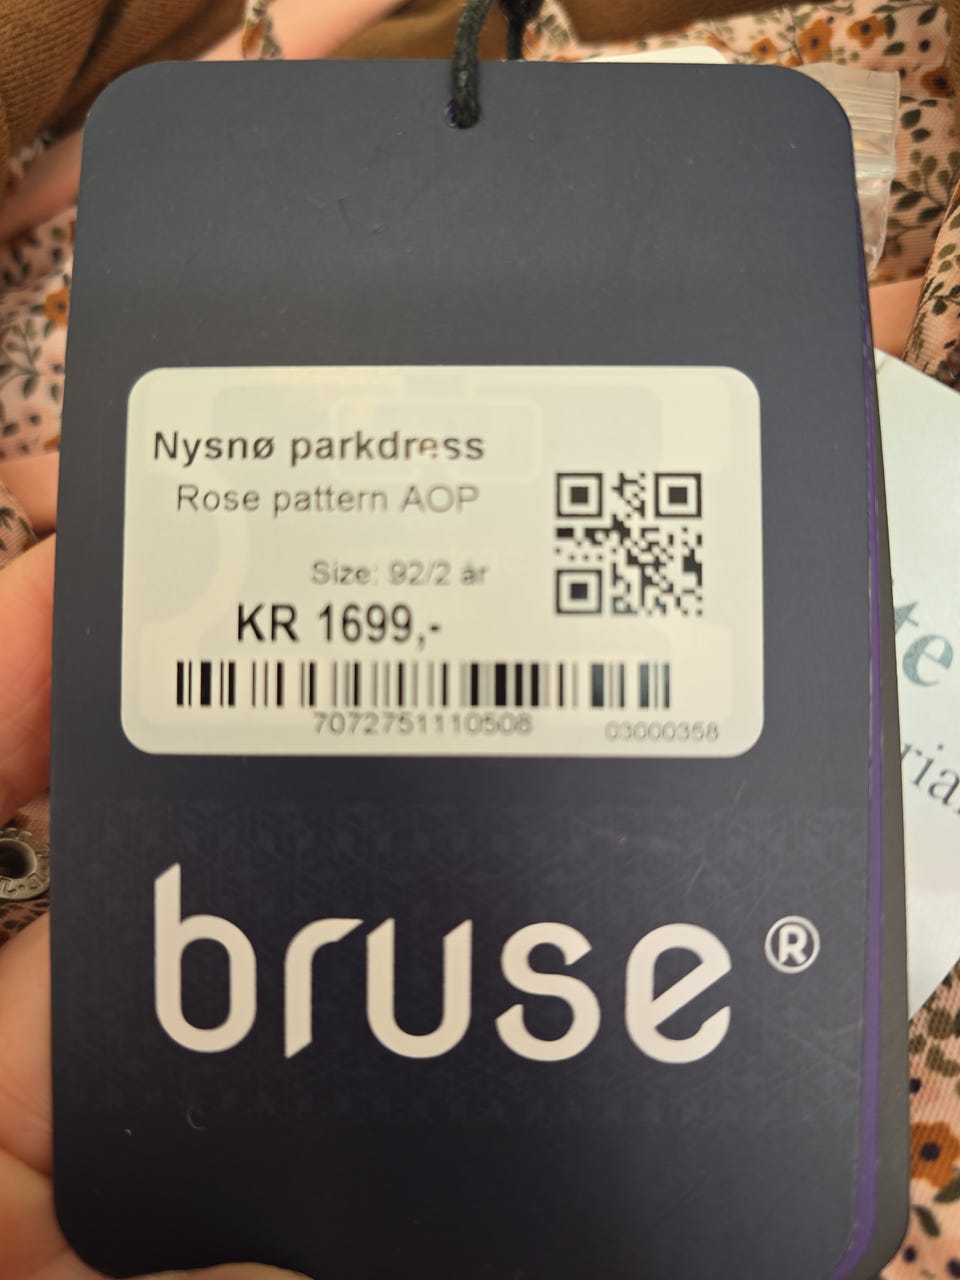 Nysnø parkdress
Rose pattern AOP
Size: 92/2 år
KR 1699,-
7072751110508
03000358
bruse®